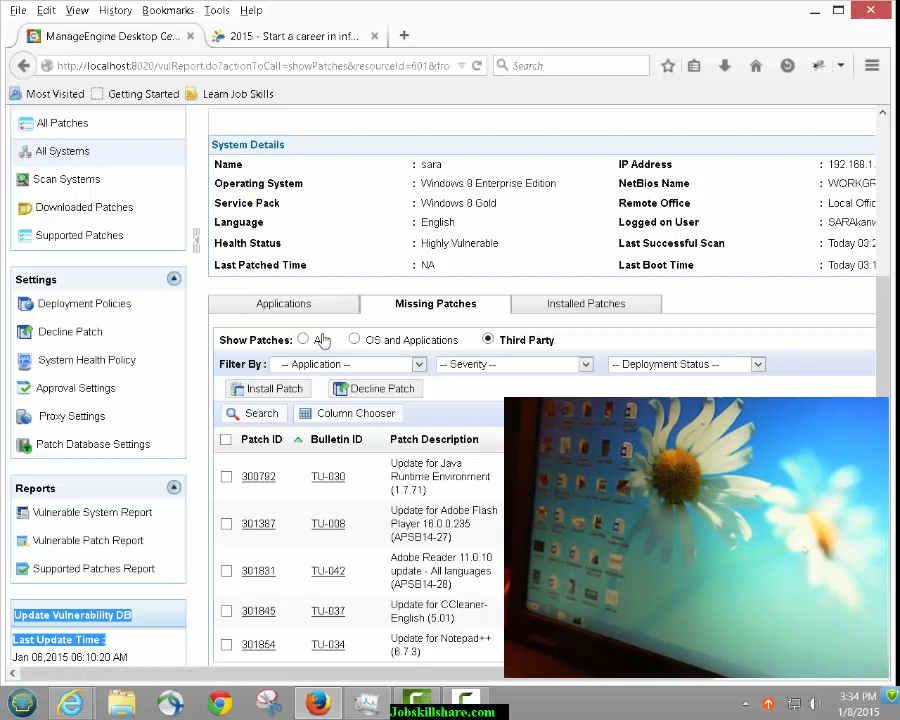 File Edit View History Bookmarks Tools Help
ManageEngine Desktop Ce...
2015 - Start a career in inf...
http://localhost:8020/vulReport.do?actionToCall=showPatches&resourceId=601&fro
Search
Most Visited Getting Started Learn Job Skills
All Patches
All Systems
Scan Systems
Downloaded Patches
Supported Patches
Settings
Deployment Policies
Decline Patch
System Health Policy
Approval Settings
Proxy Settings
Patch Database Settings
Reports
Vulnerable System Report
Vulnerable Patch Report
Supported Patches Report
Update Vulnerability DB
Last Update Time :
Jan 06,2015 06:10:20 AM
System Details
Name : sara IP Address : 192.168.1.
Operating System : Windows 8 Enterprise Edition NetBios Name : WORKGR
Service Pack : Windows 8 Gold Remote Office : Local Offic
Language : English Logged on User : SARAkanw
Health Status : Highly Vulnerable Last Successful Scan : Today 03:2
Last Patched Time : NA Last Boot Time : Today 03:1
Applications Missing Patches Installed Patches
Show Patches: OS and Applications Third Party
Filter By : -- Application -- -- Severity -- -- Deployment Status --
Install Patch Decline Patch
Search Column Chooser
Patch ID Bulletin ID Patch Description
300792 TU-030 Update for Java
Runtime Environment
(1.7.71)
301387 TU-008 Update for Adobe Flash
Player 16.0.0.235
(APSB14-27)
301831 TU-042 Adobe Reader 11.0.10
update - All languages
(APSB14-28)
301845 TU-037 Update for CCleaner-
English (5.01)
301854 TU-034 Update for Notepad++
(6.7.3)
Jobskillshare.com
3:34 PM
1/8/2015